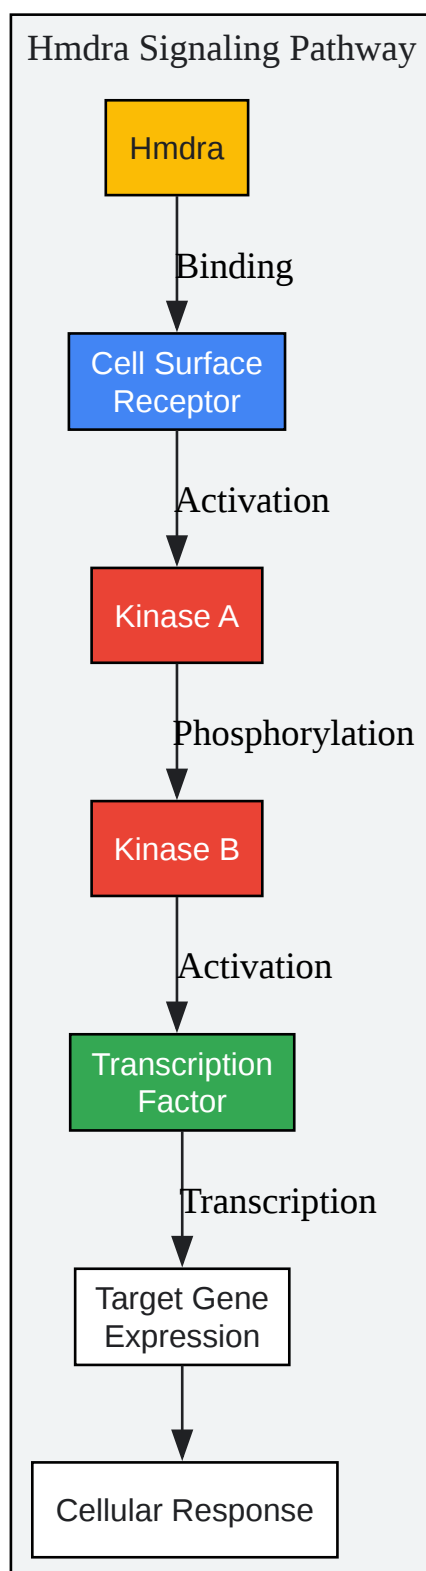 Hmdra Signaling Pathway
Hmdra
Binding
Cell Surface
Receptor
Activation
Kinase A
Phosphorylation
Kinase B
Activation
Transcription
Factor
Transcription
Target Gene
Expression
Cellular Response